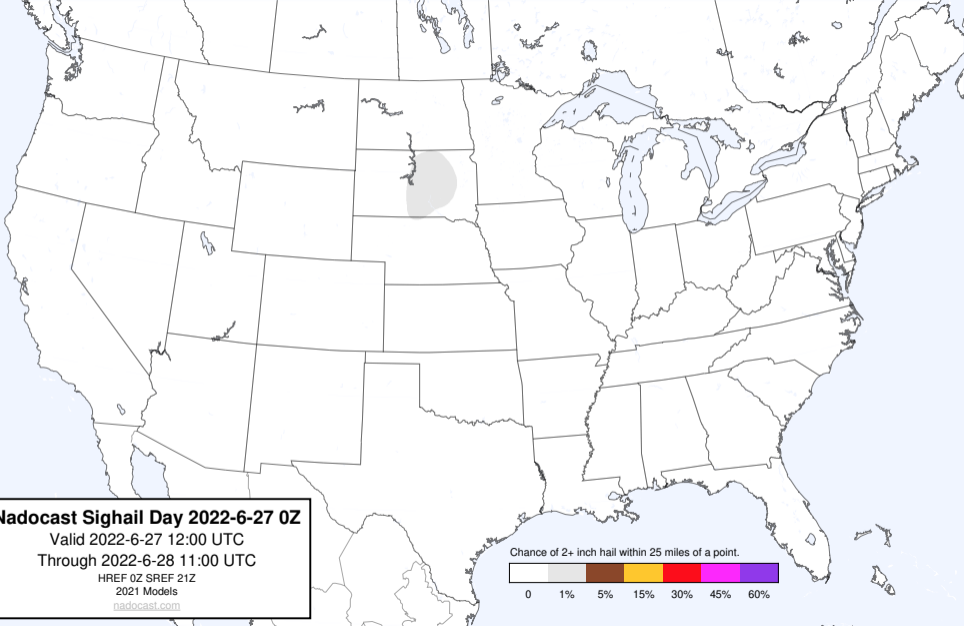 Nadocast Sighail Day 2022-6-27 0Z
Valid 2022-6-27 12:00 UTC
Through 2022-6-28 11:00 UTC
HREF 0Z SREF 21Z
2021 Models
nadocast.com
Chance of 2+ inch hail within 25 miles of a point.
0 1% 5% 15% 30% 45% 60%